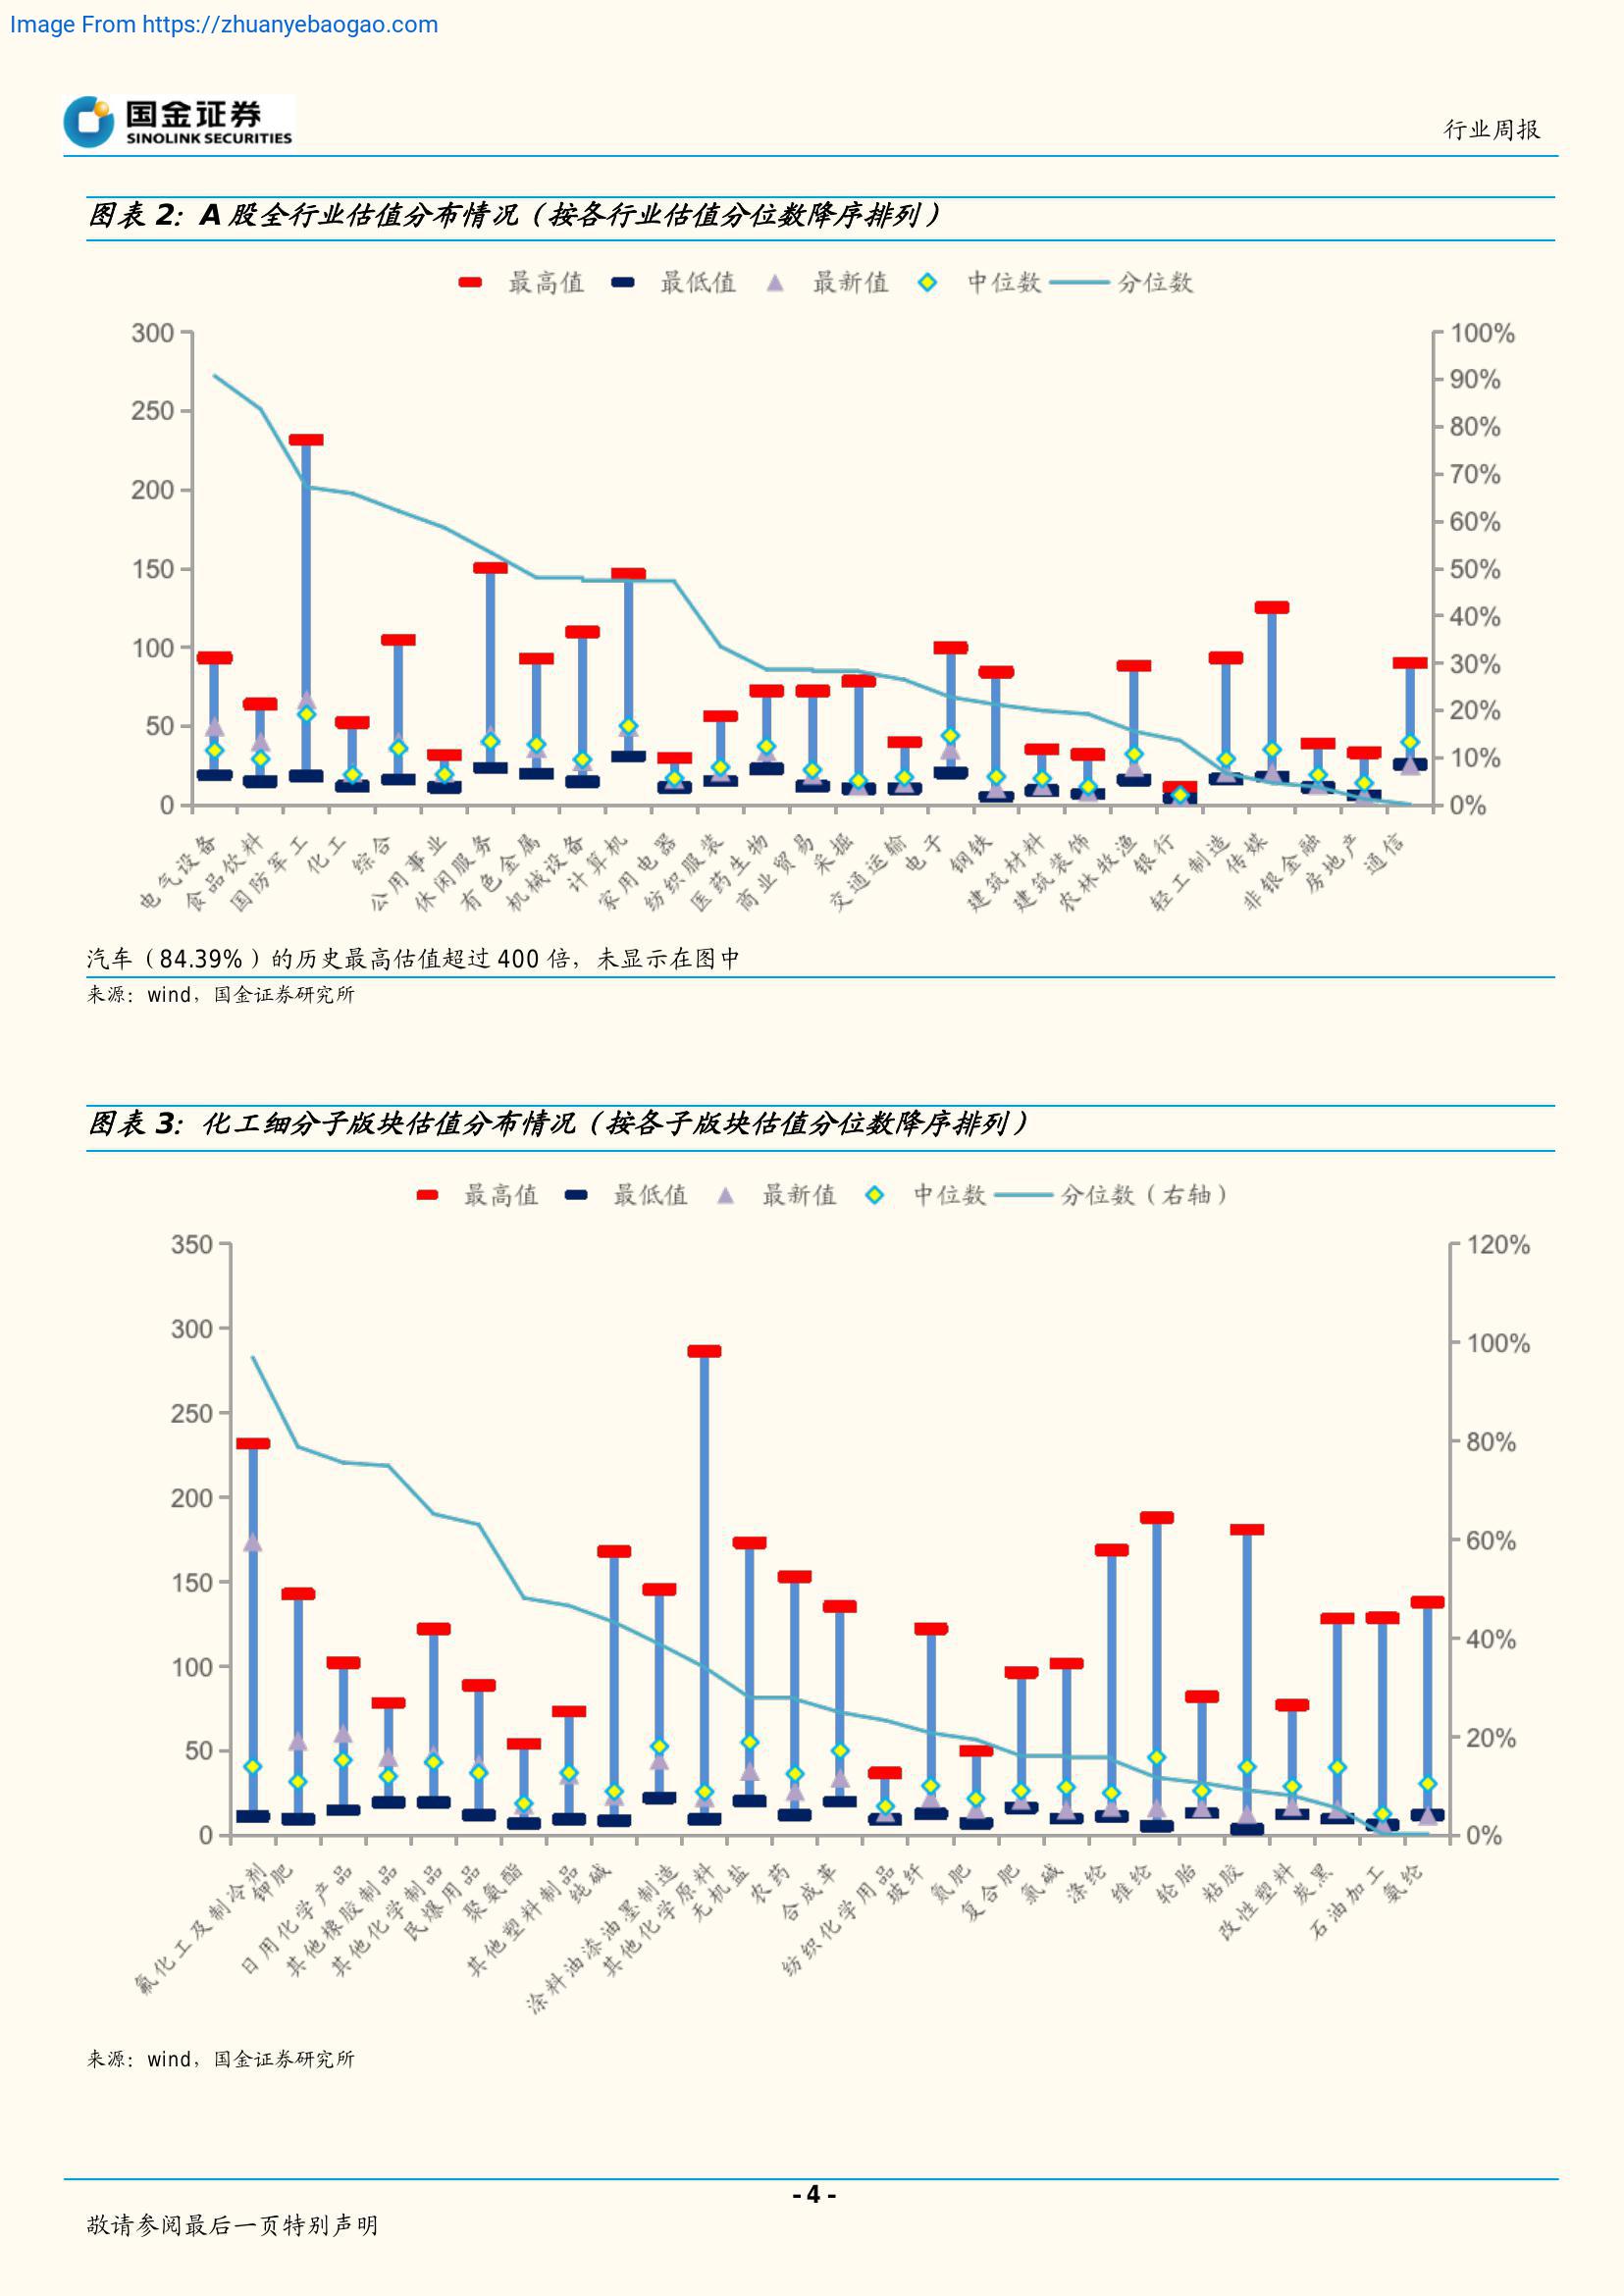 Image From https://zhuanyebaogao.com
国金证券
SINOLINK SECURITIES
行业周报
图表 2：A 股全行业估值分布情况（按各行业估值分位数降序排列）
最高值 最低值 最新值 中位数 分位数
300 250 200 150 100 50 0
100% 90% 80% 70% 60% 50% 40% 30% 20% 10% 0%
电气设备 食品饮料 国防军工 化工 综合 公用事业 休闲服务 有色金属 机械设备 计算机 家用电器 纺织服装 医药生物 商业贸易 采掘 交通运输 电子 钢铁 建筑材料 建筑装饰 农林牧渔 银行 轻工制造 传媒 非银金融 房地产 通信
汽车（84.39%）的历史最高估值超过 400 倍，未显示在图中
来源：wind，国金证券研究所
图表 3：化工细分子版块估值分布情况（按各子版块估值分位数降序排列）
最高值 最低值 最新值 中位数 分位数（右轴）
350 300 250 200 150 100 50 0
120% 100% 80% 60% 40% 20% 0%
氟化工及制冷剂 钾肥 日用化学产品 其他橡胶制品 其他化学制品 民爆用品 聚氨酯 其他塑料制品 纯碱 涂料油漆油墨制造 其他化学原料 无机盐 农药 合成革 纺织化学用品 玻纤 氮肥 复合肥 氯碱 涤纶 维纶 轮胎 粘胶 改性塑料 炭黑 石油加工 氨纶
来源：wind，国金证券研究所
- 4 -
敬请参阅最后一页特别声明